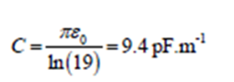 C = πε₀ / ln(19) = 9.4 pF.m⁻¹